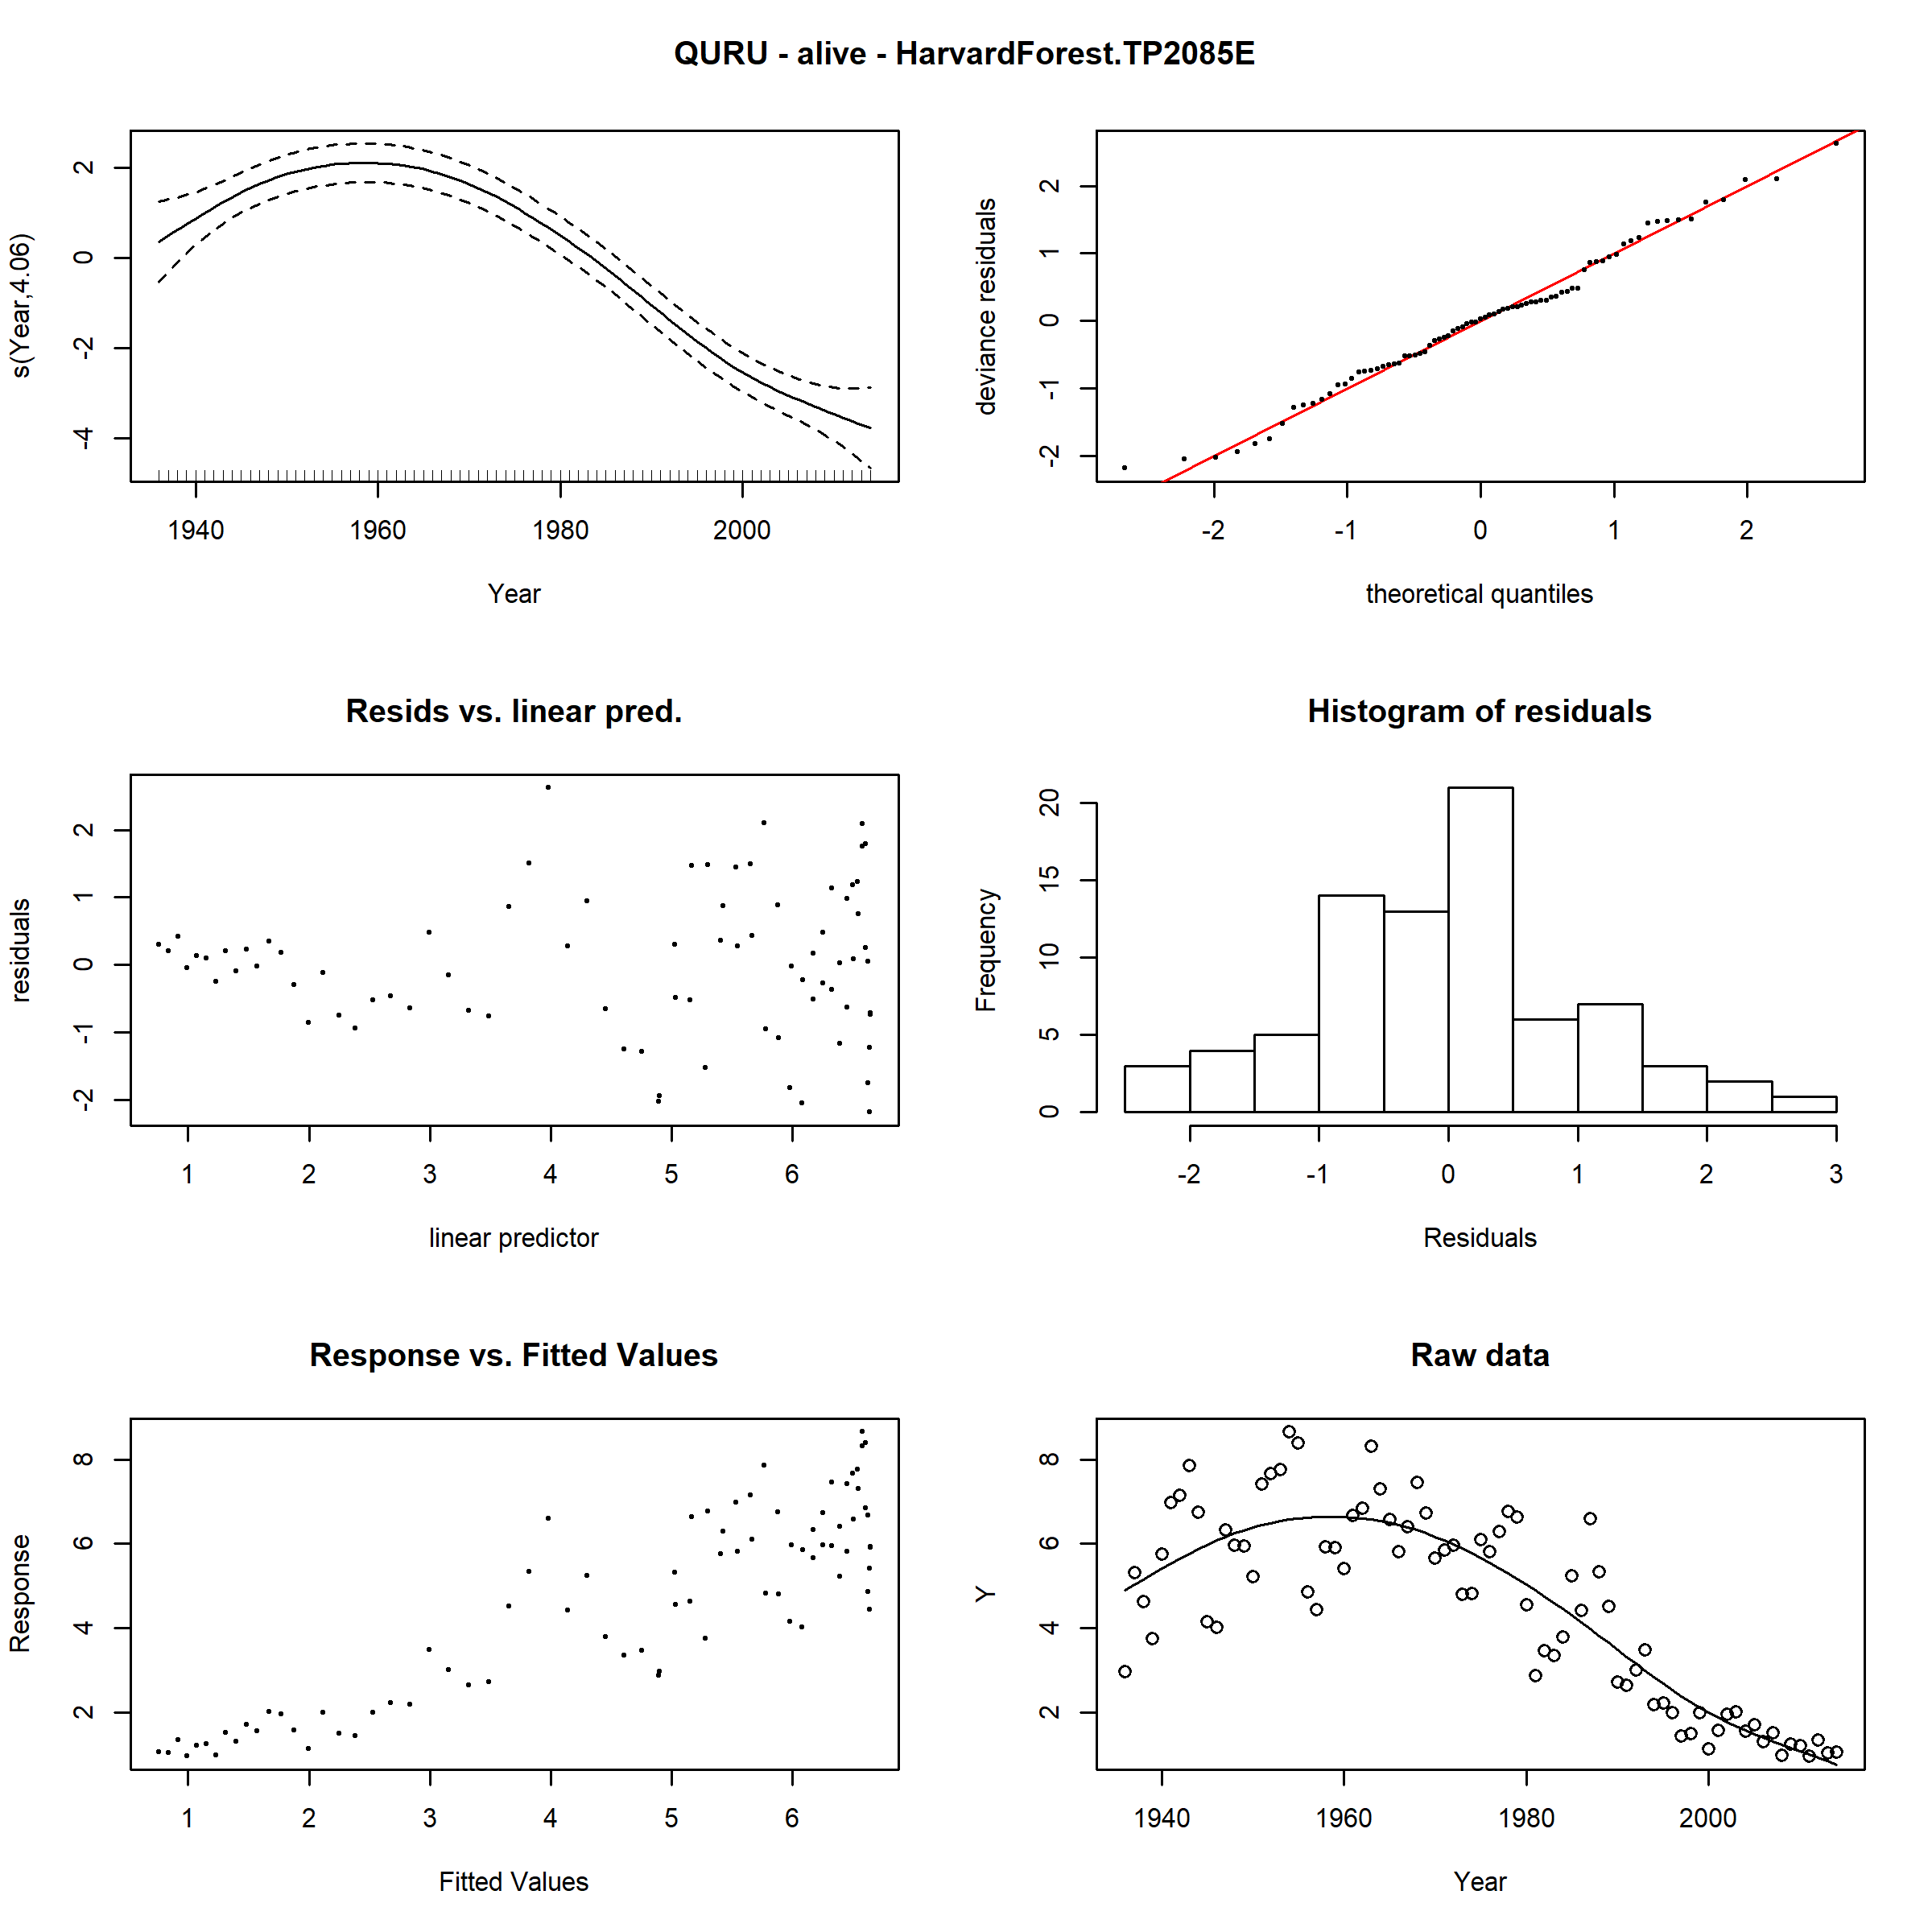 QURU - alive - HarvardForest.TP2085E
s(Year,4.06)
2
0
-2
-4
1940 1960 1980 2000
Year
deviance residuals
2
1
0
-1
-2
-2 -1 0 1 2
theoretical quantiles
Resids vs. linear pred.
residuals
2
1
0
-1
-2
1 2 3 4 5 6
linear predictor
Histogram of residuals
Frequency
20
15
10
5
0
-2 -1 0 1 2 3
Residuals
Response vs. Fitted Values
Response
8
6
4
2
1 2 3 4 5 6
Fitted Values
Raw data
Y
8
6
4
2
1940 1960 1980 2000
Year